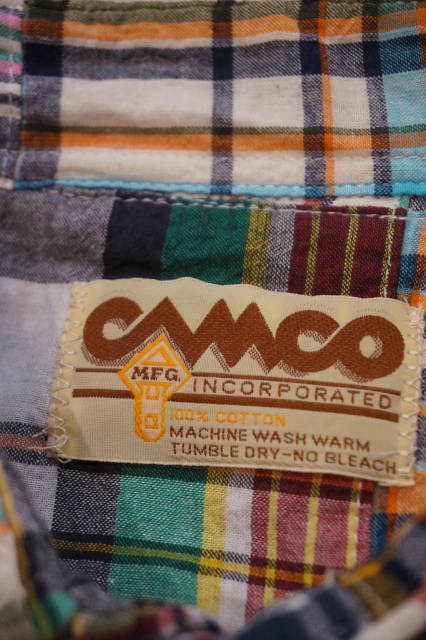 CAMCO
MFG.
INCORPORATED
100% COTTON
MACHINE WASH WARM
TUMBLE DRY-NO BLEACH